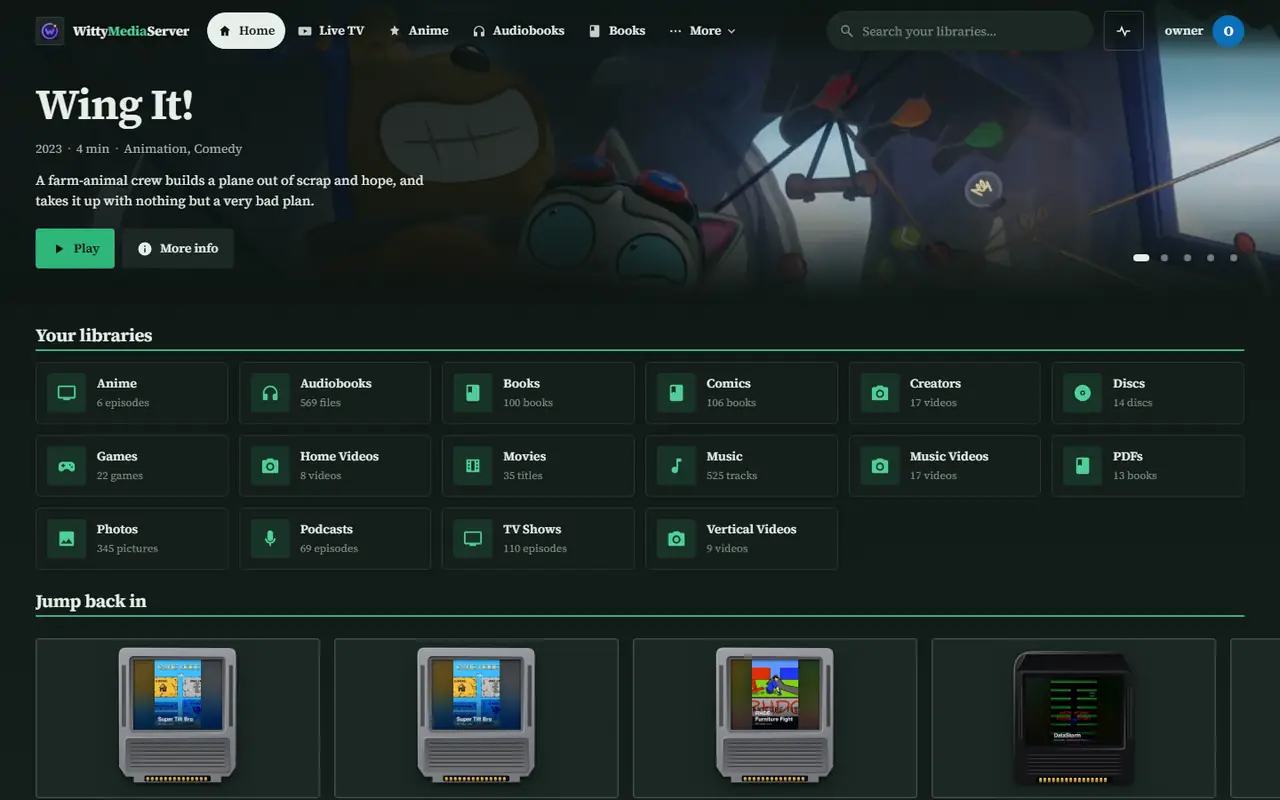 WittyMediaServer
Home
Live TV
Anime
Audiobooks
Books
More
Search your libraries...
owner
O
Wing It!
2023 · 4 min · Animation, Comedy
A farm-animal crew builds a plane out of scrap and hope, and
takes it up with nothing but a very bad plan.
Play
More info
Your libraries
Anime
6 episodes
Audiobooks
569 files
Books
100 books
Comics
106 books
Creators
17 videos
Discs
14 discs
Games
22 games
Home Videos
8 videos
Movies
35 titles
Music
525 tracks
Music Videos
17 videos
PDFs
13 books
Photos
345 pictures
Podcasts
69 episodes
TV Shows
110 episodes
Vertical Videos
9 videos
Jump back in
Super Tilt Bro
Super Tilt Bro
Furniture Fight
DataStorm